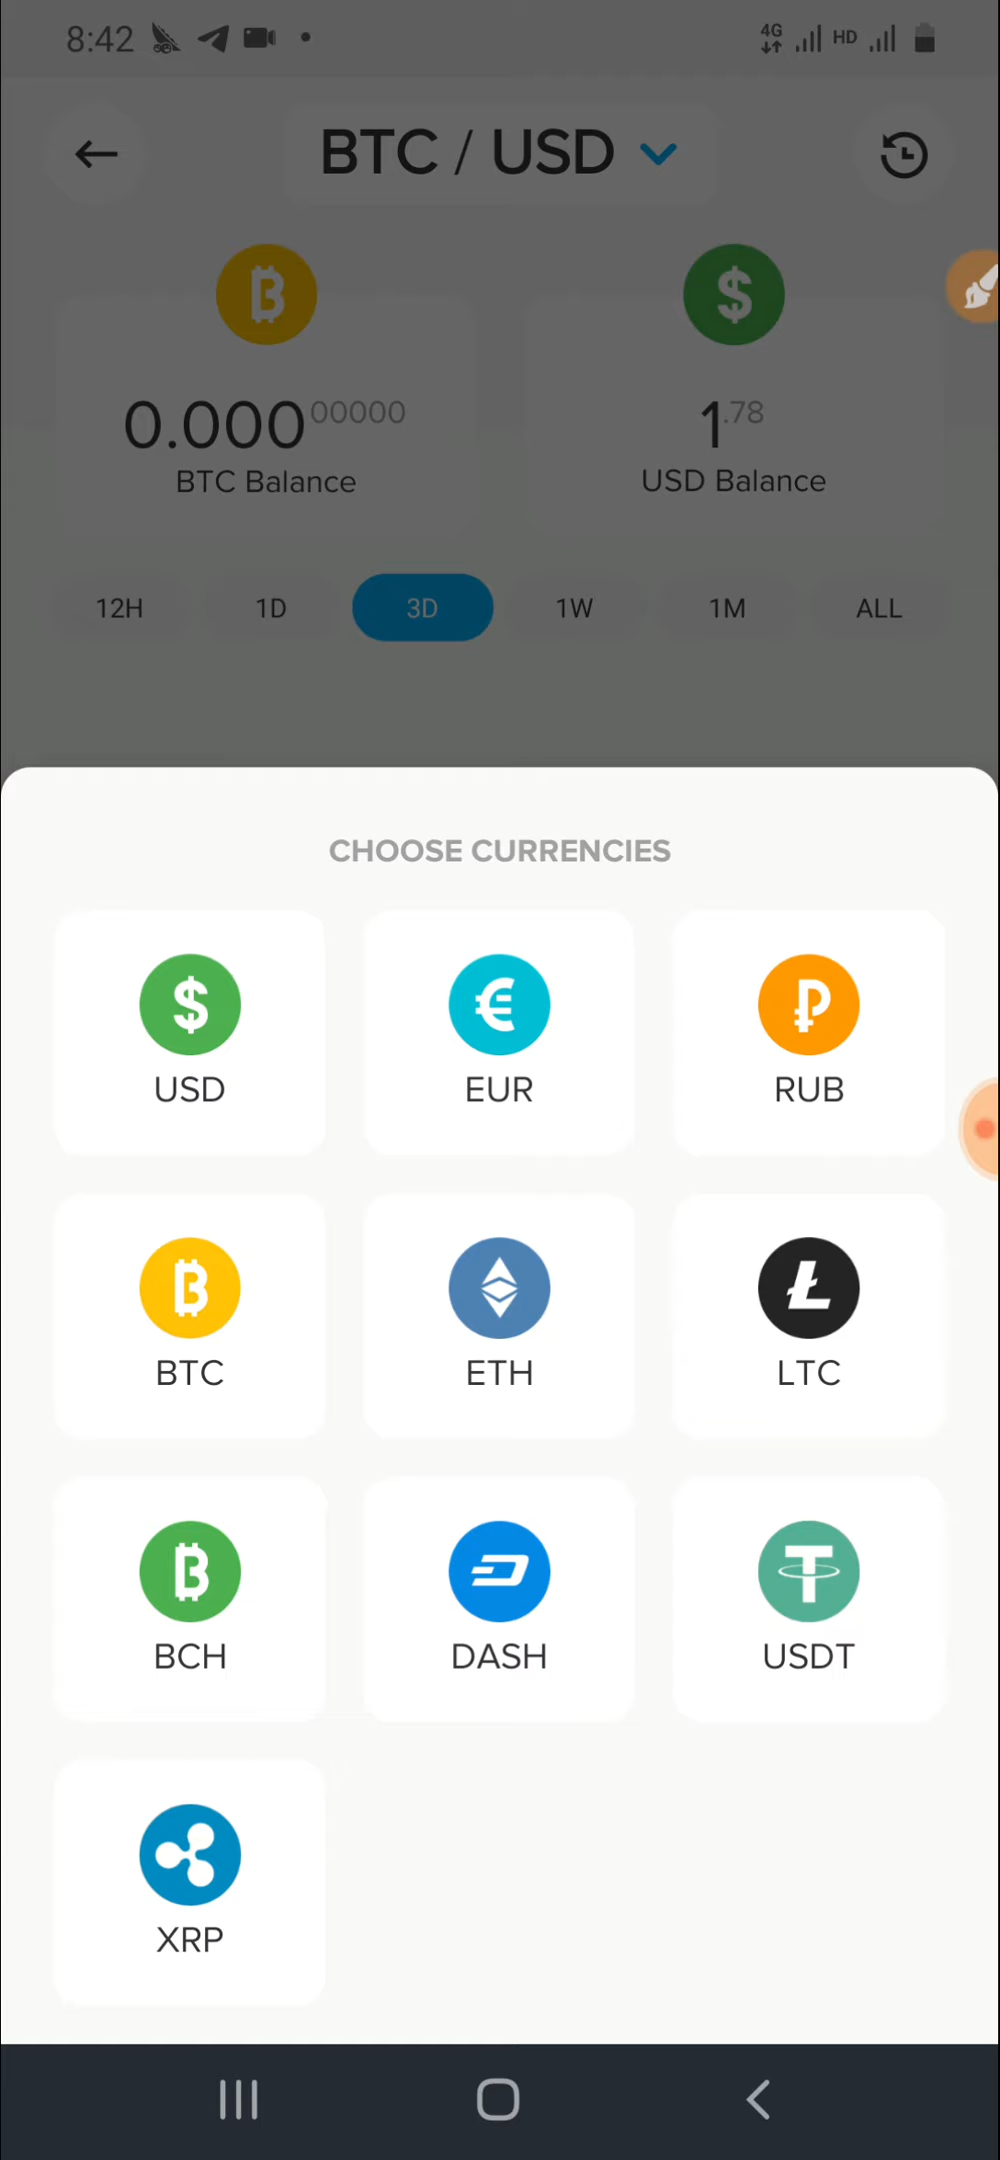 8:42
4G HD
BTC / USD
0.00000000 1.78
BTC Balance USD Balance
12H 1D 3D 1W 1M ALL
CHOOSE CURRENCIES
USD EUR RUB
BTC ETH LTC
BCH DASH USDT
XRP